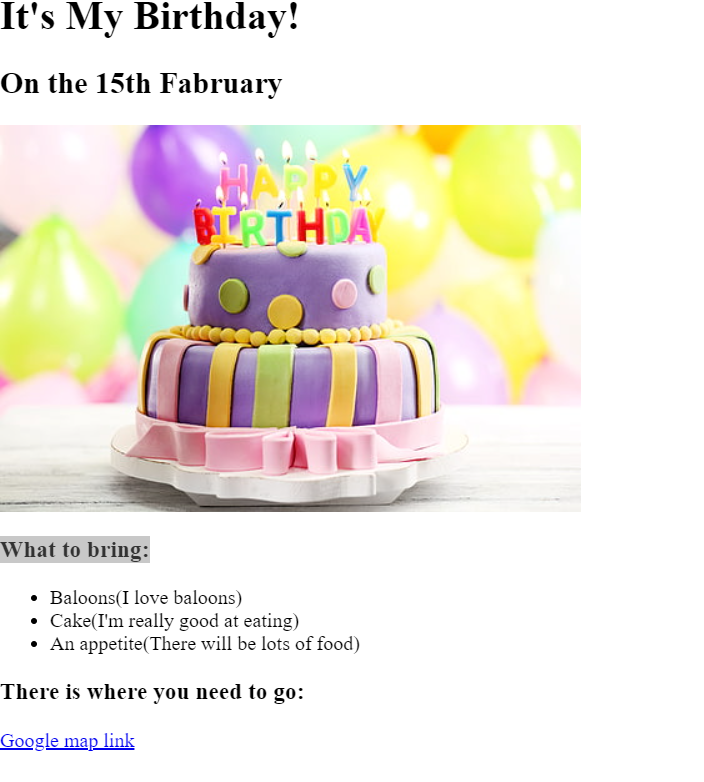 It's My Birthday!
On the 15th Fabruary
HAPPY
BIRTHDAY
What to bring:
Baloons(I love baloons)
Cake(I'm really good at eating)
An appetite(There will be lots of food)
There is where you need to go:
Google map link